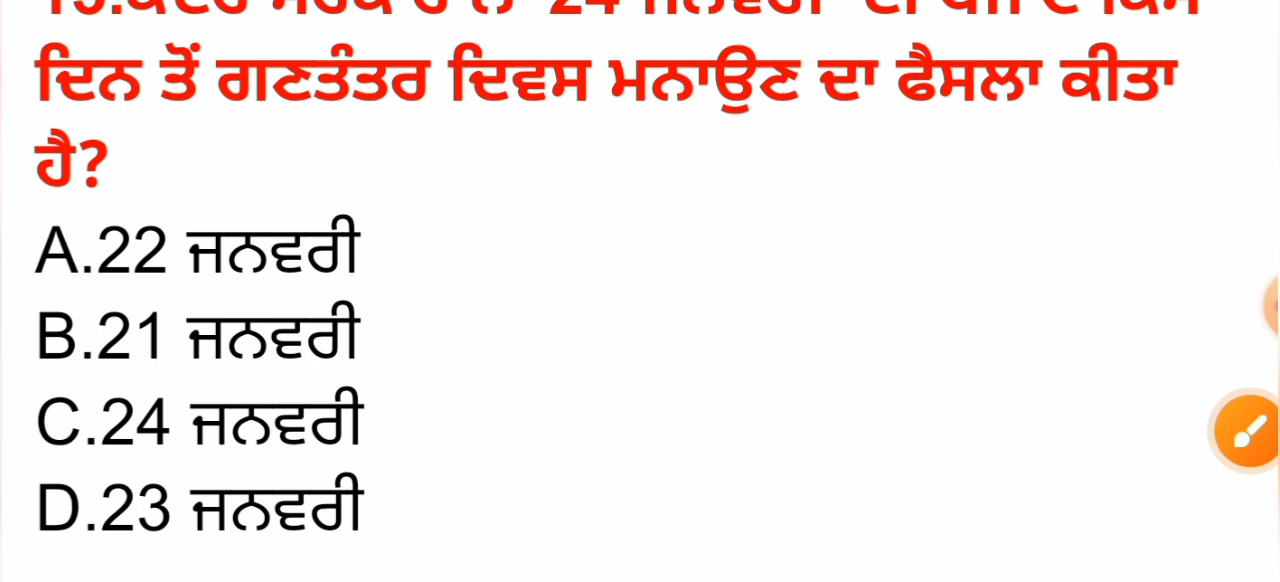 ਦਿਨ ਤੋਂ ਗਣਤੰਤਰ ਦਿਵਸ ਮਨਾਉਣ ਦਾ ਫੈਸਲਾ ਕੀਤਾ
ਹੈ?
A.22 ਜਨਵਰੀ
B.21 ਜਨਵਰੀ
C.24 ਜਨਵਰੀ
D.23 ਜਨਵਰੀ